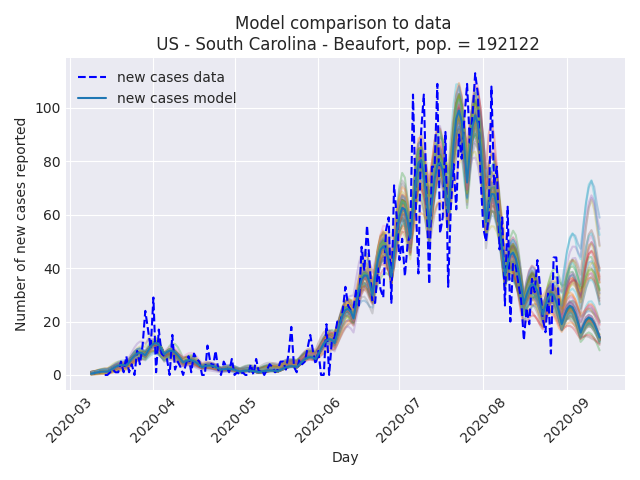 Model comparison to data
US - South Carolina - Beaufort, pop. = 192122
new cases data
new cases model
Number of new cases reported
100
80
60
40
20
0
2020-03
2020-04
2020-05
2020-06
2020-07
2020-08
2020-09
Day